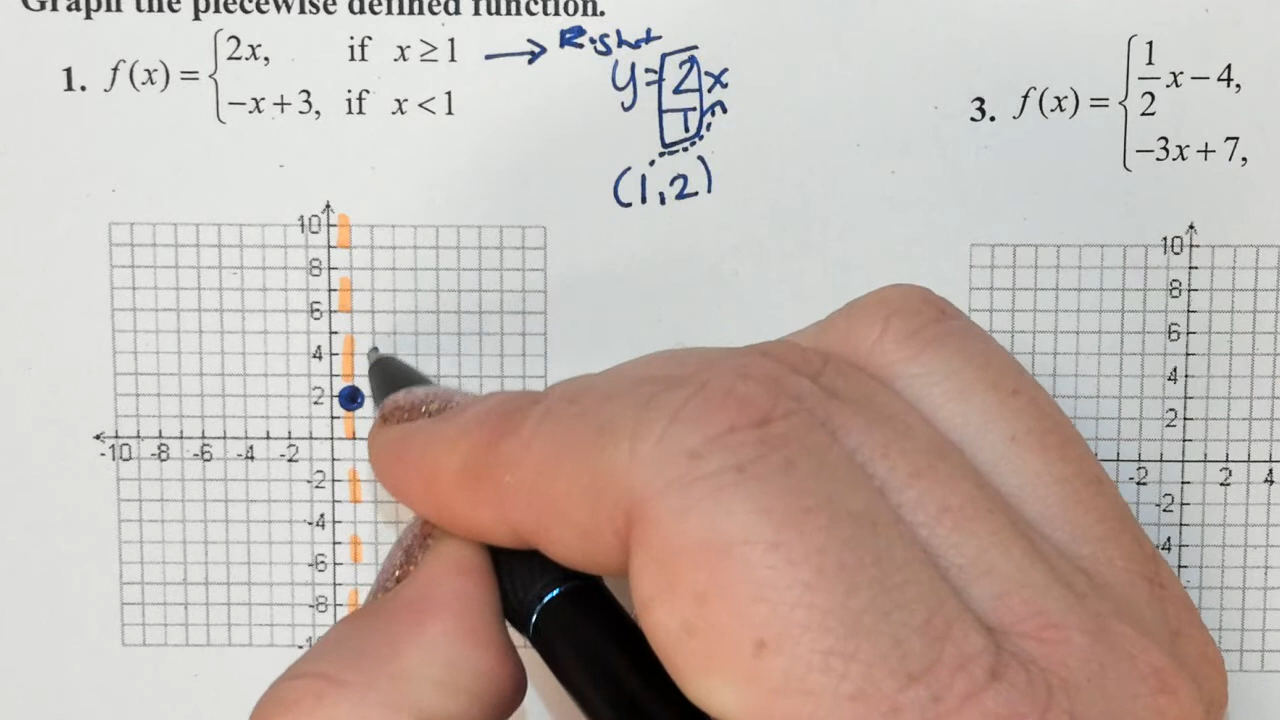 Graph the piecewise defined function.
1. f(x) = { 2x, if x ≥ 1 → Right
−x + 3, if x < 1
y = 2x
1
(1,2)
3. f(x) = { 1/2 x − 4,
−3x + 7,
10
8
6
4
2
-10 -8 -6 -4 -2
-2
-4
-6
-8
10
8
6
4
2
-2 2 4
-2
-4